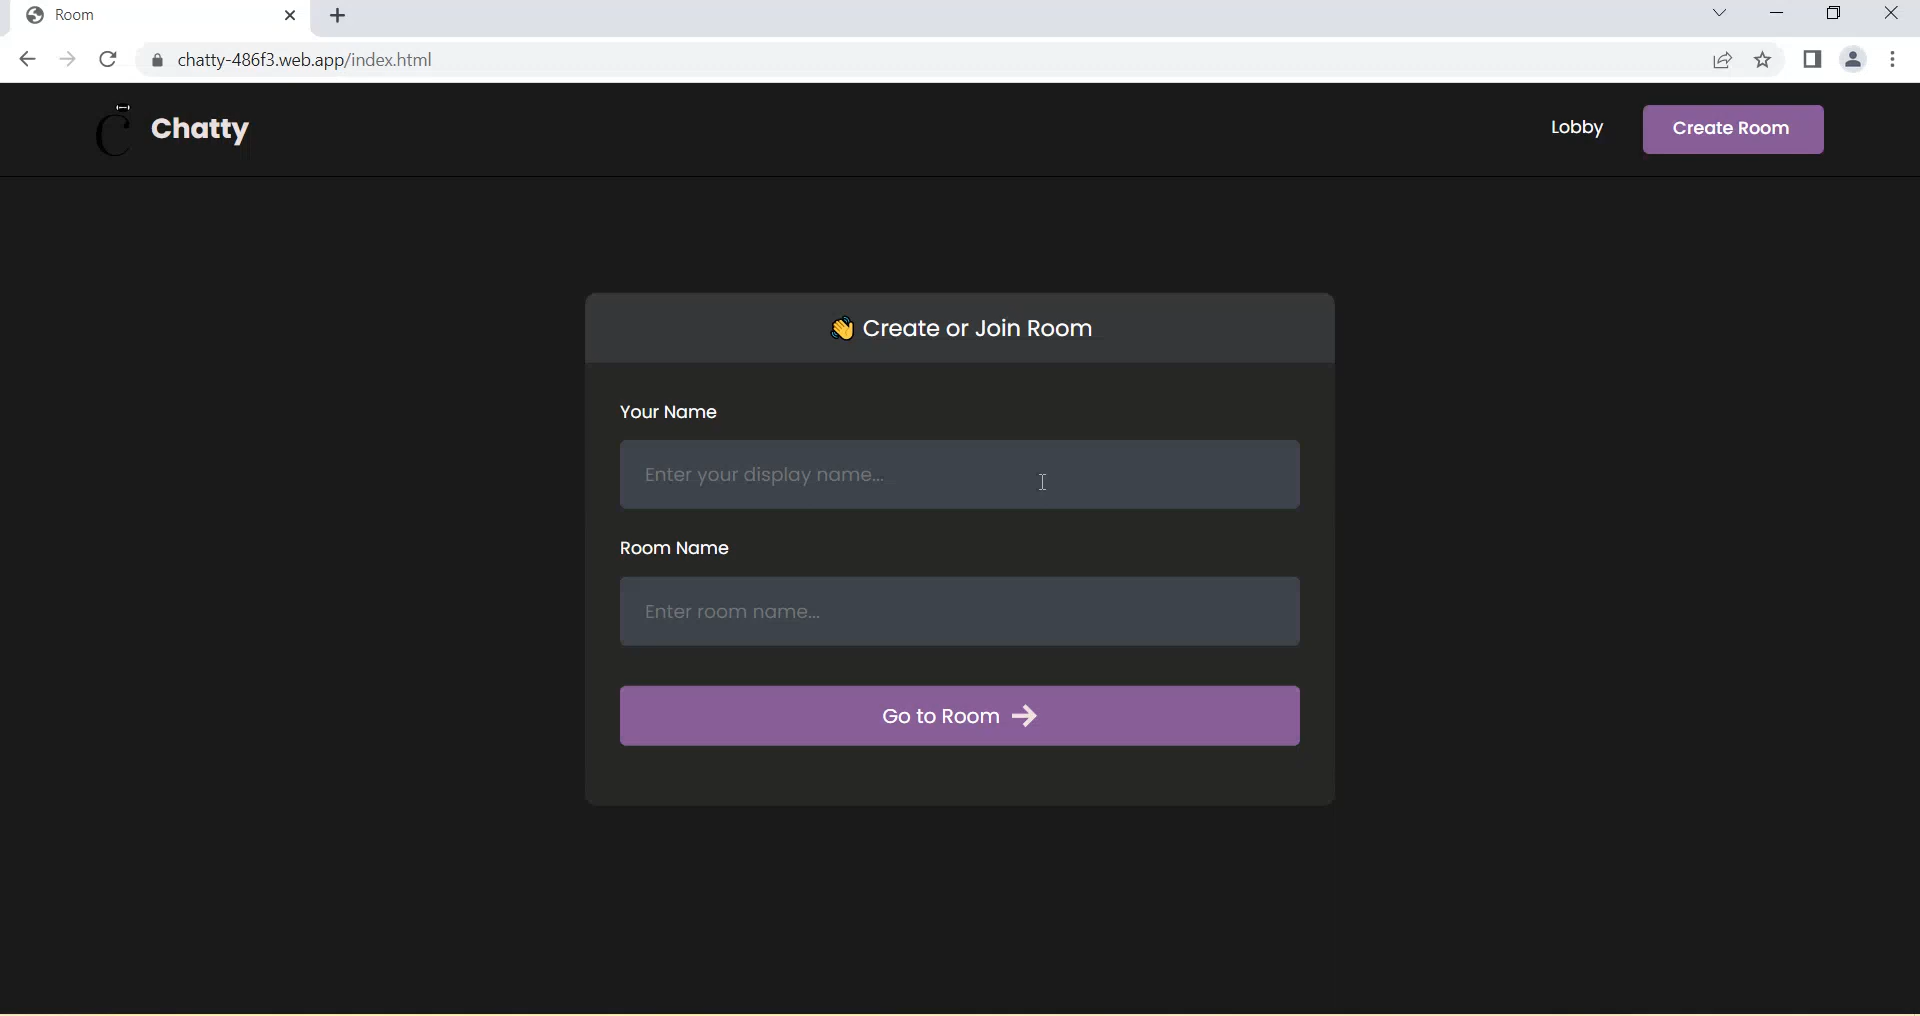 Room
chatty-486f3.web.app/index.html
C Chatty
Lobby
Create Room
👋 Create or Join Room
Your Name
Enter your display name...
Room Name
Enter room name...
Go to Room →